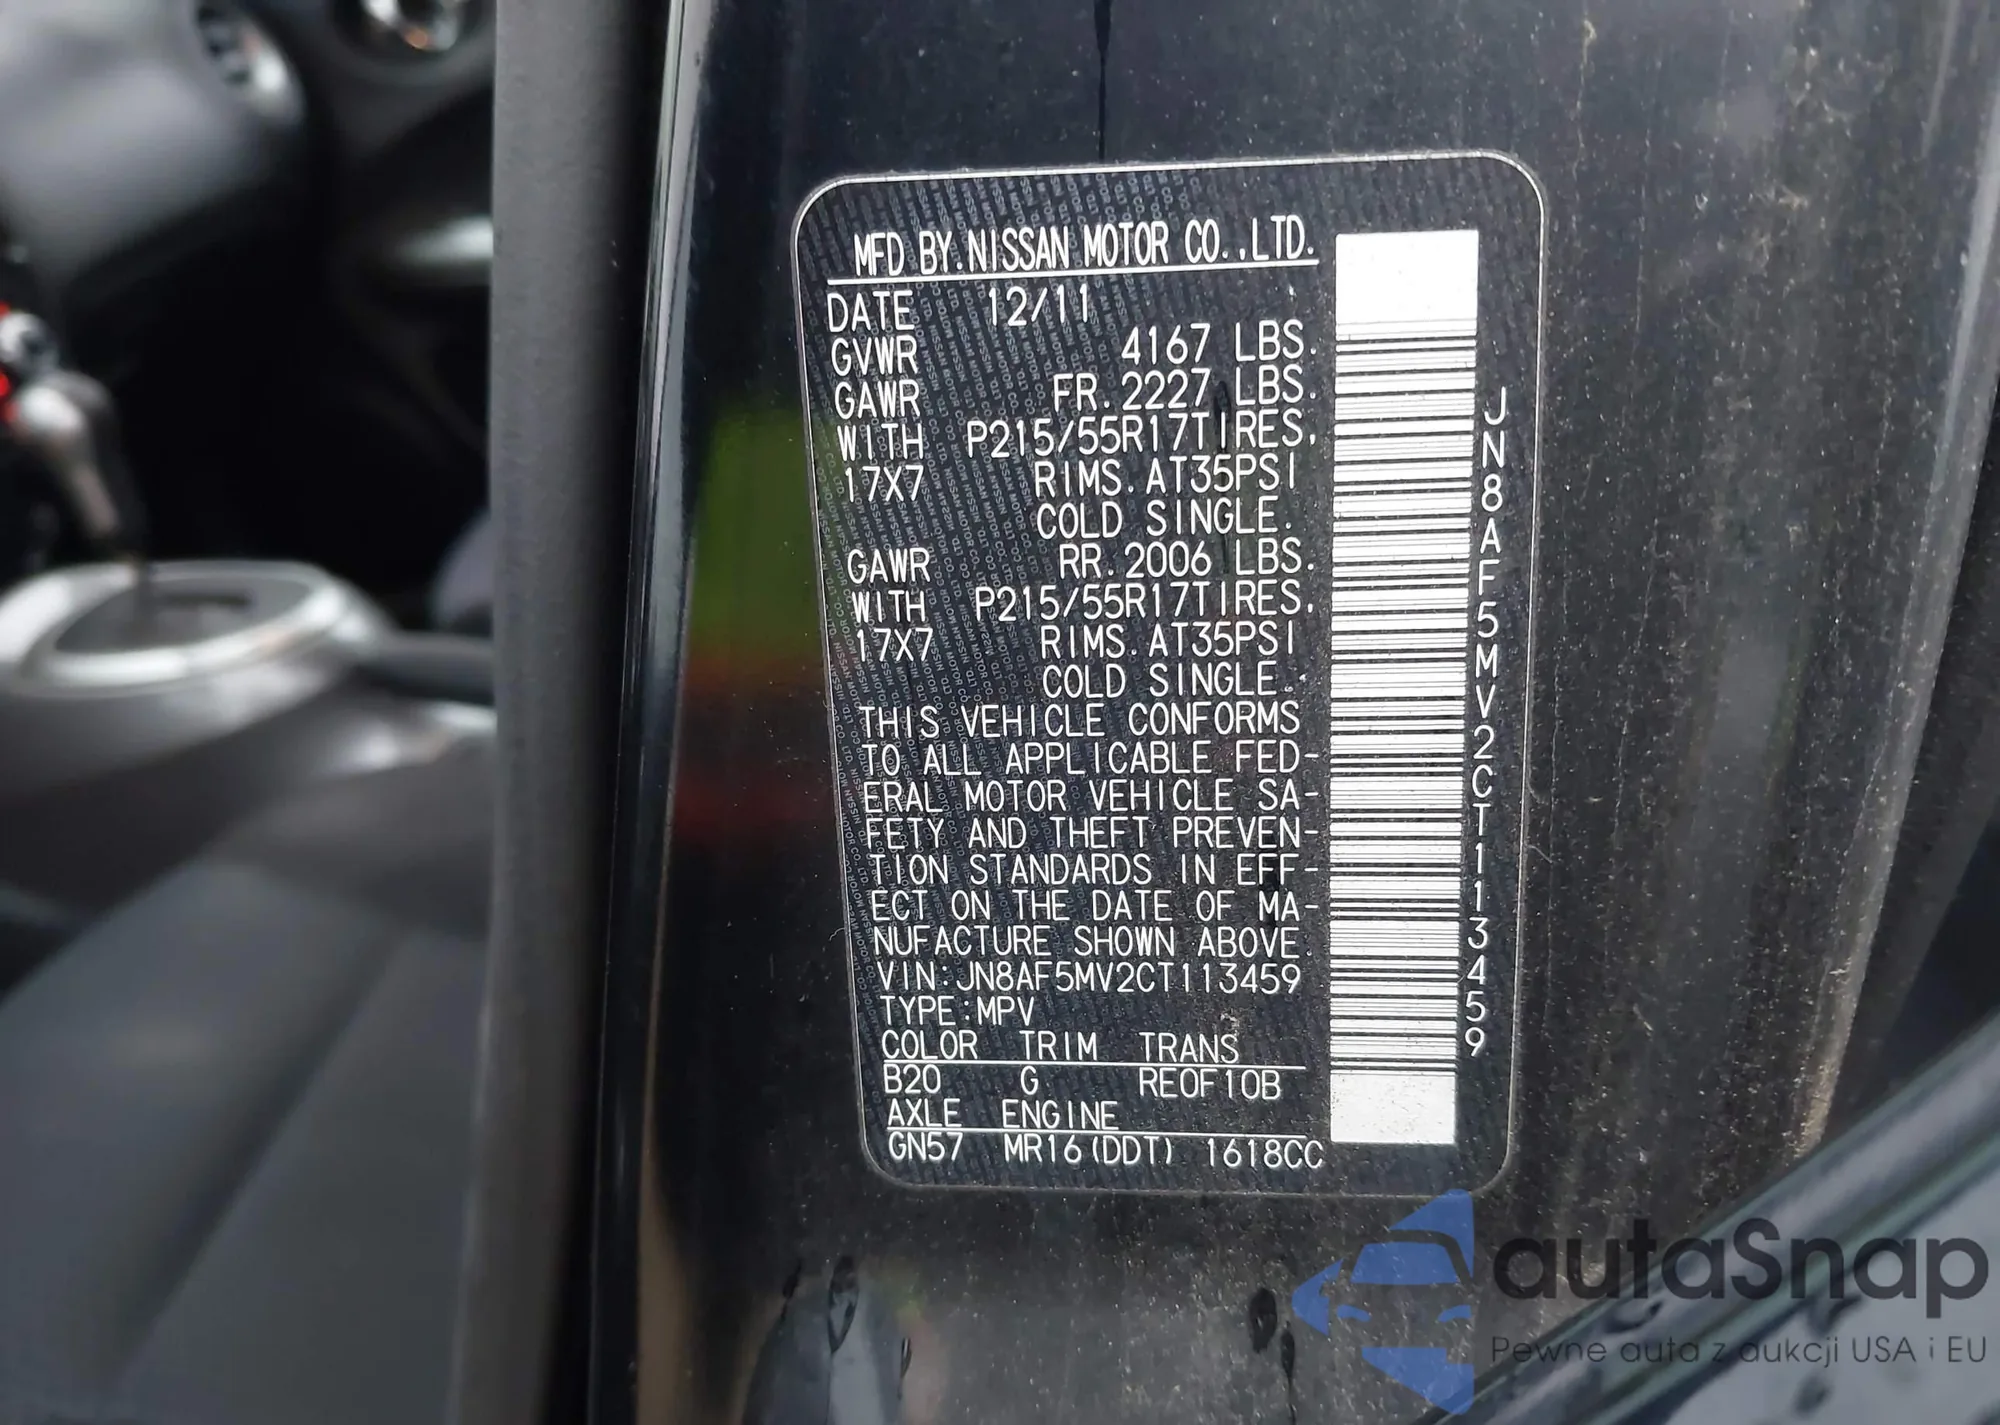 MFD BY.NISSAN MOTOR CO.,LTD.
DATE 12/11
GVWR 4167 LBS.
GAWR FR.2227 LBS.
WITH P215/55R17TIRES,
17X7 RIMS.AT35PSI
COLD SINGLE.
GAWR RR.2006 LBS.
WITH P215/55R17TIRES,
17X7 RIMS.AT35PSI
COLD SINGLE.
THIS VEHICLE CONFORMS
TO ALL APPLICABLE FED-
ERAL MOTOR VEHICLE SA-
FETY AND THEFT PREVEN-
TION STANDARDS IN EFF-
ECT ON THE DATE OF MA-
NUFACTURE SHOWN ABOVE.
VIN:JN8AF5MV2CT113459
TYPE:MPV
COLOR TRIM TRANS
B20 G RE0F10B
AXLE ENGINE
GN57 MR16(DDT) 1618CC
JN8AF5MV2CT113459
autaSnap
Pewne auta z aukcji USA i EU